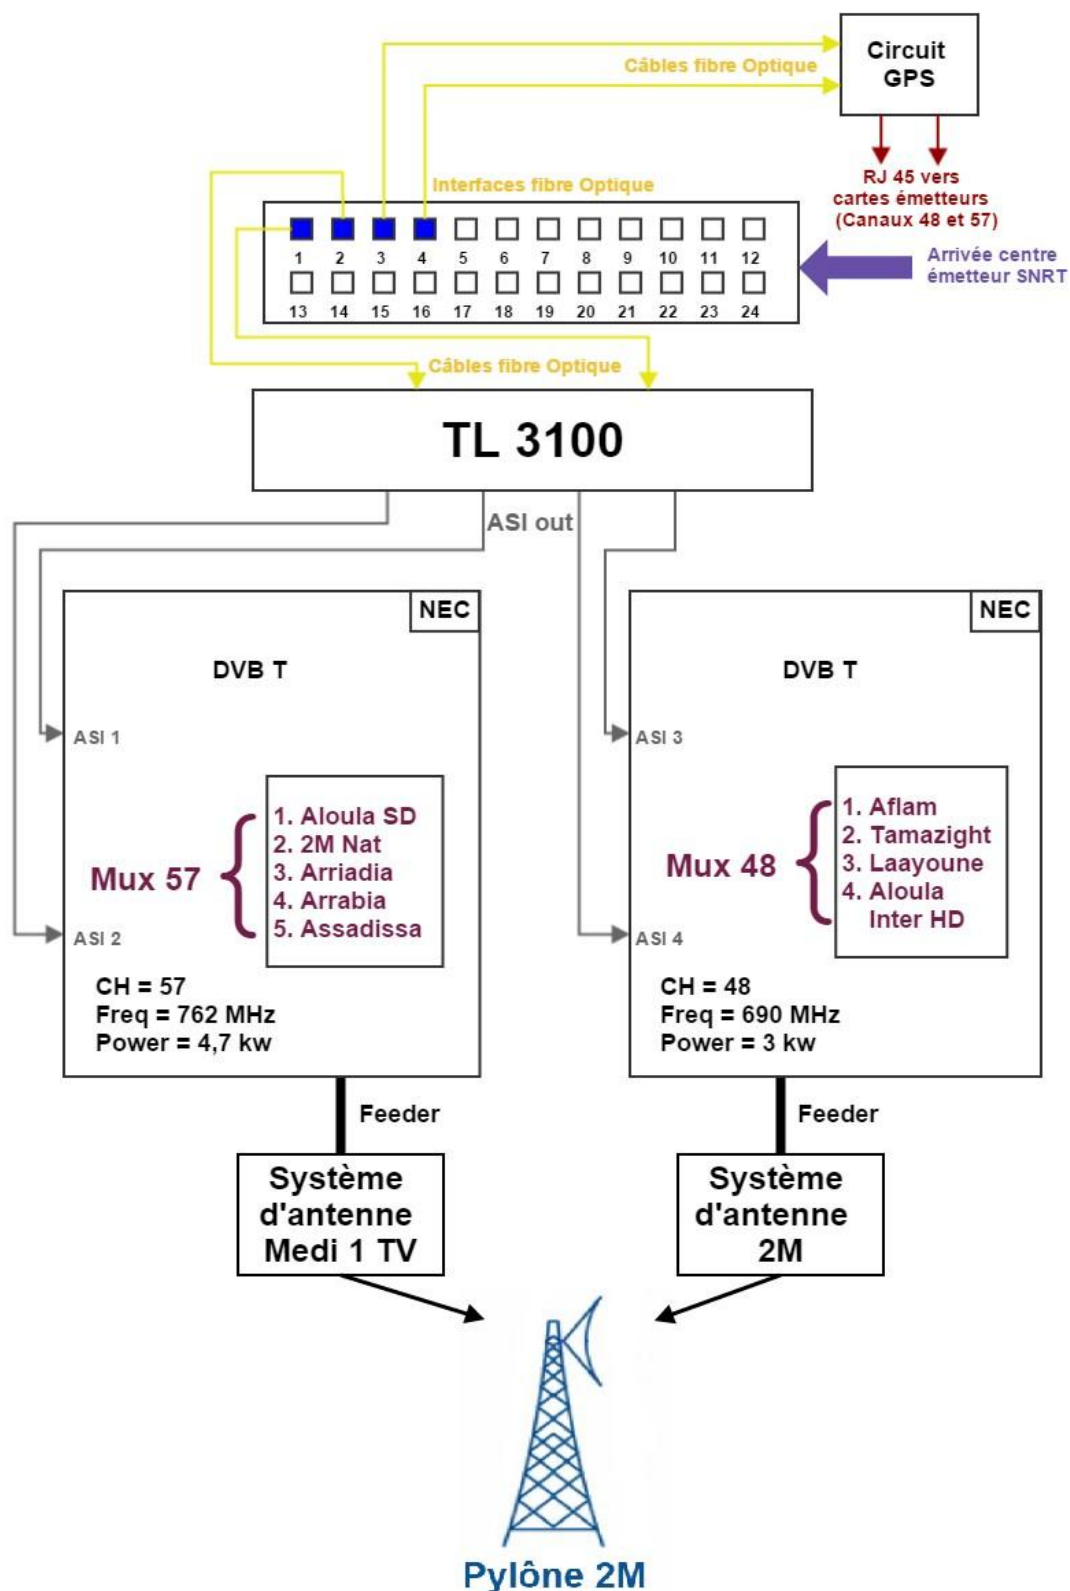 Circuit
GPS
Câbles fibre Optique
RJ 45 vers
cartes émetteurs
(Canaux 48 et 57)
Interfaces fibre Optique
1 2 3 4 5 6 7 8 9 10 11 12
13 14 15 16 17 18 19 20 21 22 23 24
Arrivée centre
émetteur SNRT
Câbles fibre Optique
TL 3100
ASI out
NEC
DVB T
ASI 1
Mux 57
1. Aloula SD
2. 2M Nat
3. Arriadia
4. Arrabia
5. Assadissa
ASI 2
CH = 57
Freq = 762 MHz
Power = 4,7 kw
NEC
DVB T
ASI 3
Mux 48
1. Aflam
2. Tamazight
3. Laayoune
4. Aloula
Inter HD
ASI 4
CH = 48
Freq = 690 MHz
Power = 3 kw
Feeder
Feeder
Système
d'antenne
Medi 1 TV
Système
d'antenne
2M
Pylône 2M